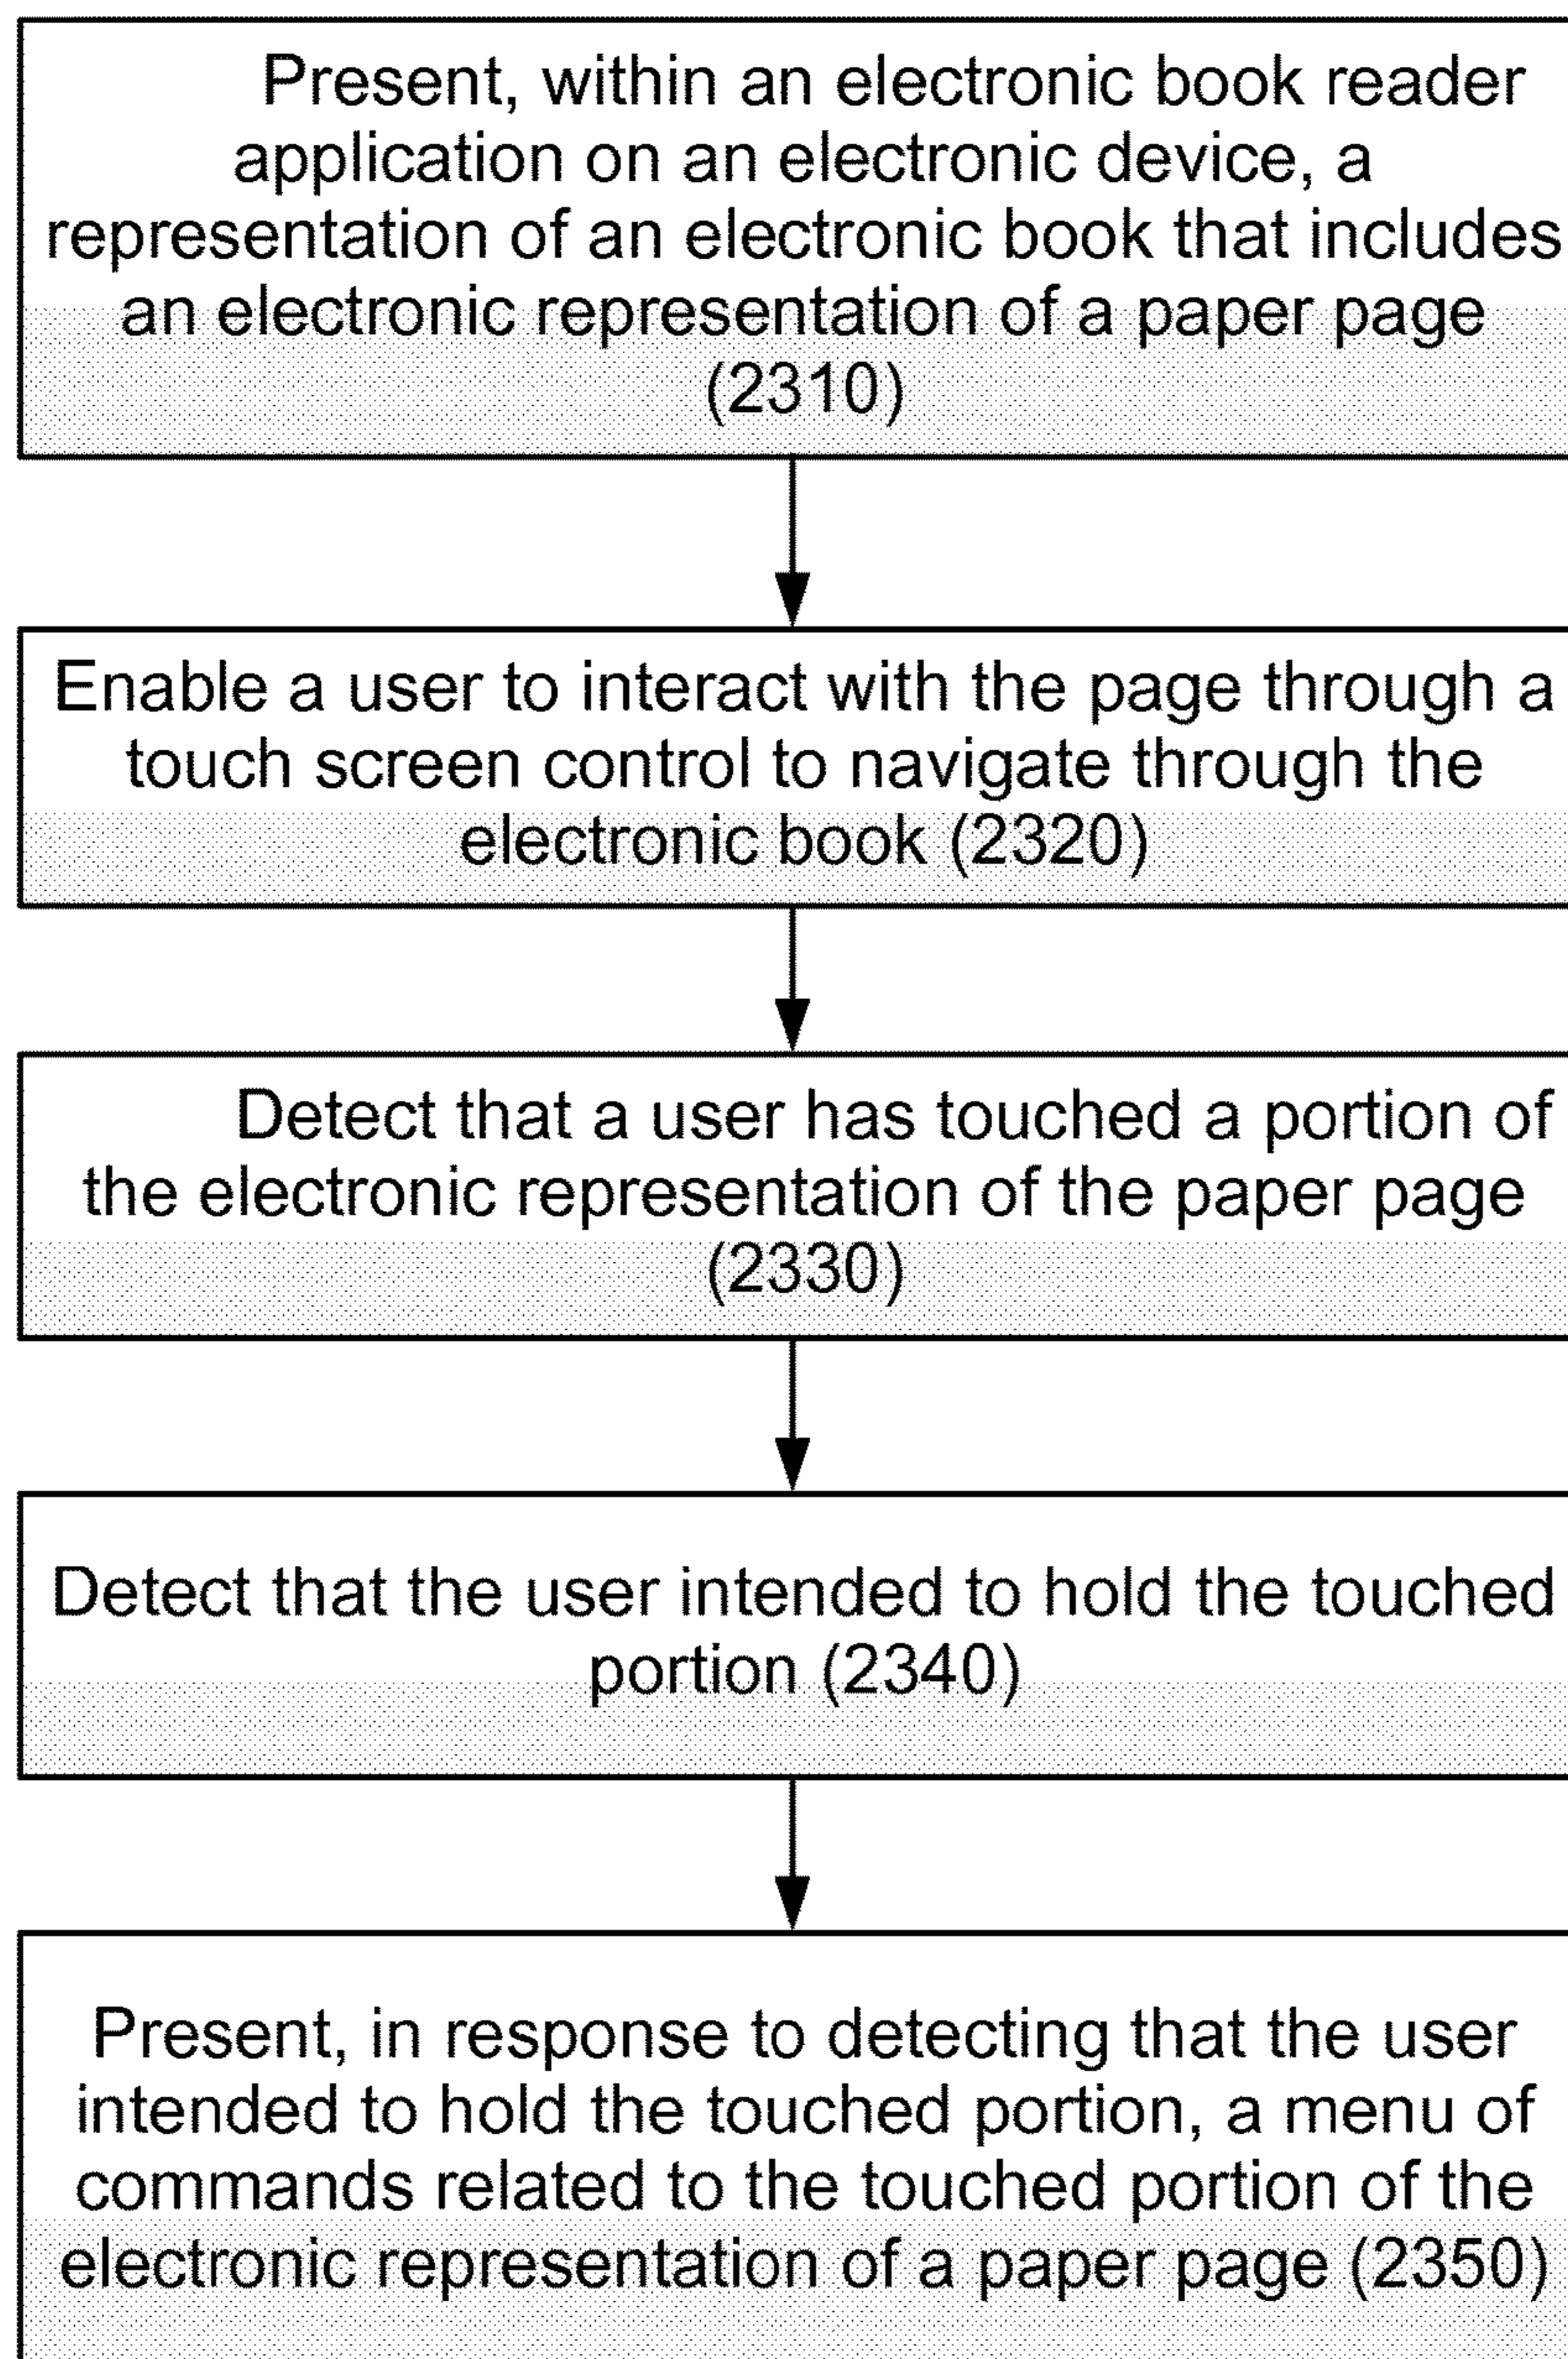 Present, within an electronic book reader
application on an electronic device, a
representation of an electronic book that includes
an electronic representation of a paper page
(2310)
Enable a user to interact with the page through a
touch screen control to navigate through the
electronic book (2320)
Detect that a user has touched a portion of
the electronic representation of the paper page
(2330)
Detect that the user intended to hold the touched
portion (2340)
Present, in response to detecting that the user
intended to hold the touched portion, a menu of
commands related to the touched portion of the
electronic representation of a paper page (2350)